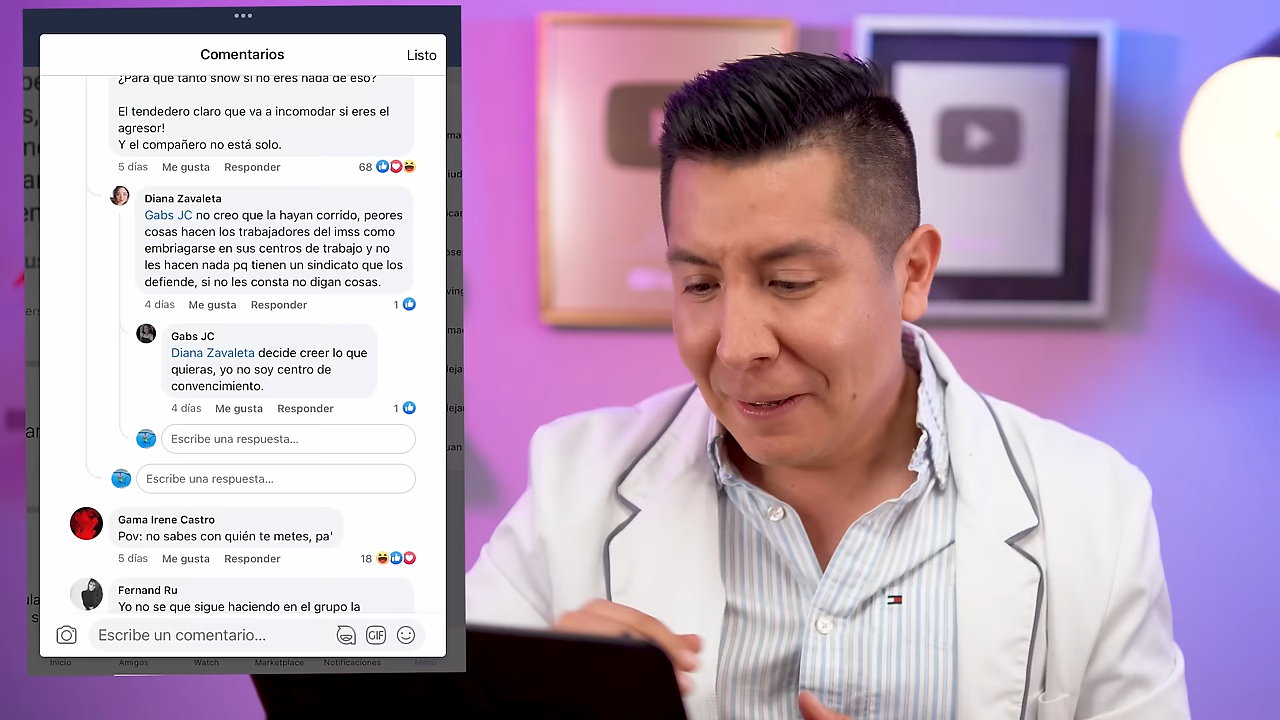 Comentarios
Listo
¿Para que tanto show si no eres nada de eso?
El tendedero claro que va a incomodar si eres el
agresor!
Y el compañero no está solo.
5 días Me gusta Responder 68
Diana Zavaleta
Gabs JC no creo que la hayan corrido, peores
cosas hacen los trabajadores del imss como
embriagarse en sus centros de trabajo y no
les hacen nada pq tienen un sindicato que los
defiende, si no les consta no digan cosas.
4 días Me gusta Responder 1
Gabs JC
Diana Zavaleta decide creer lo que
quieras, yo no soy centro de
convencimiento.
4 días Me gusta Responder 1
Escribe una respuesta...
Escribe una respuesta...
Gama Irene Castro
Pov: no sabes con quién te metes, pa'
5 días Me gusta Responder 18
Fernand Ru
Yo no se que sigue haciendo en el grupo la
Escribe un comentario...
GIF
Inicio Amigos Watch Marketplace Notificaciones Menú